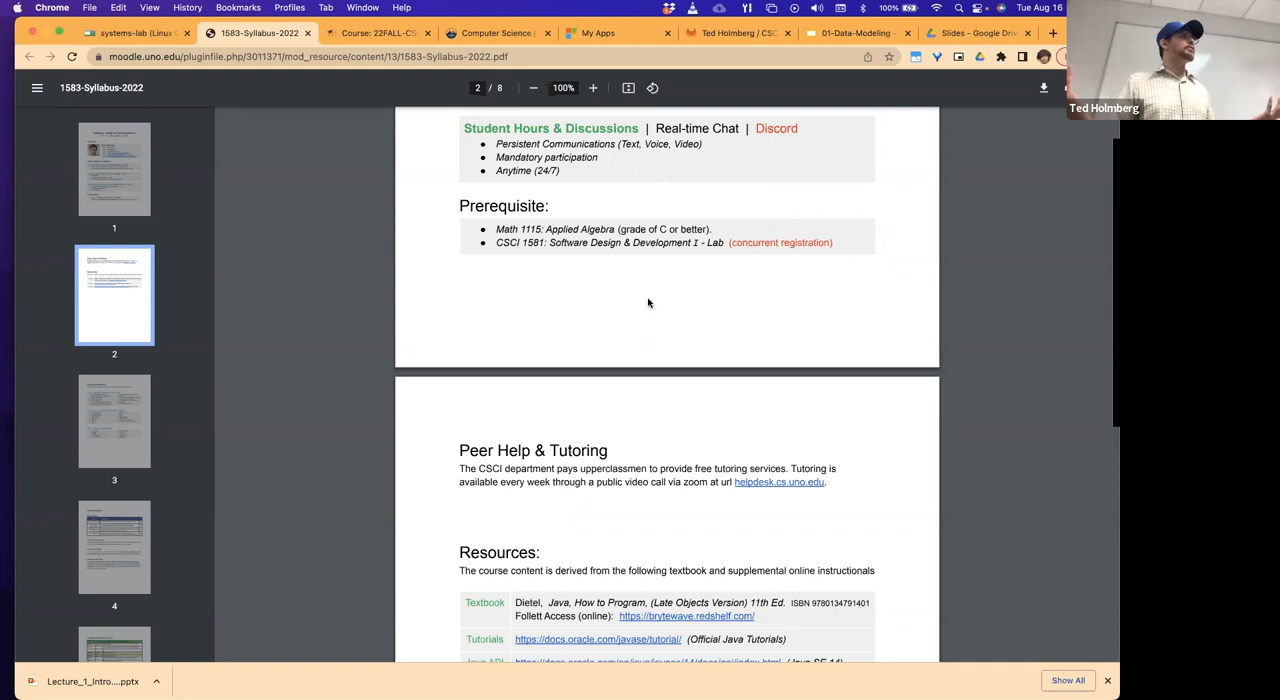 Chrome File Edit View History Bookmarks Profiles Tab Window Help 100% Tue Aug 16
systems-lab (Linux 1583-Syllabus-2022 Course: 22FALL-CS Computer Science My Apps Ted Holmberg / CSC 01-Data-Modeling - Slides - Google Driv
moodle.uno.edu/pluginfile.php/3011371/mod_resource/content/13/1583-Syllabus-2022.pdf
1583-Syllabus-2022 2 / 8 100%
Ted Holmberg
Student Hours & Discussions | Real-time Chat | Discord
● Persistent Communications (Text, Voice, Video)
● Mandatory participation
● Anytime (24/7)
Prerequisite:
● Math 1115: Applied Algebra (grade of C or better).
● CSCI 1581: Software Design & Development I - Lab (concurrent registration)
Peer Help & Tutoring
The CSCI department pays upperclassmen to provide free tutoring services. Tutoring is
available every week through a public video call via zoom at url helpdesk.cs.uno.edu.
Resources:
The course content is derived from the following textbook and supplemental online instructionals
Textbook Dietel, Java, How to Program, (Late Objects Version) 11th Ed. ISBN 9780134791401
Follett Access (online): https://brytewave.redshelf.com/
Tutorials https://docs.oracle.com/javase/tutorial/ (Official Java Tutorials)
1
2
3
4
Lecture_1_Intro....pptx
Show All